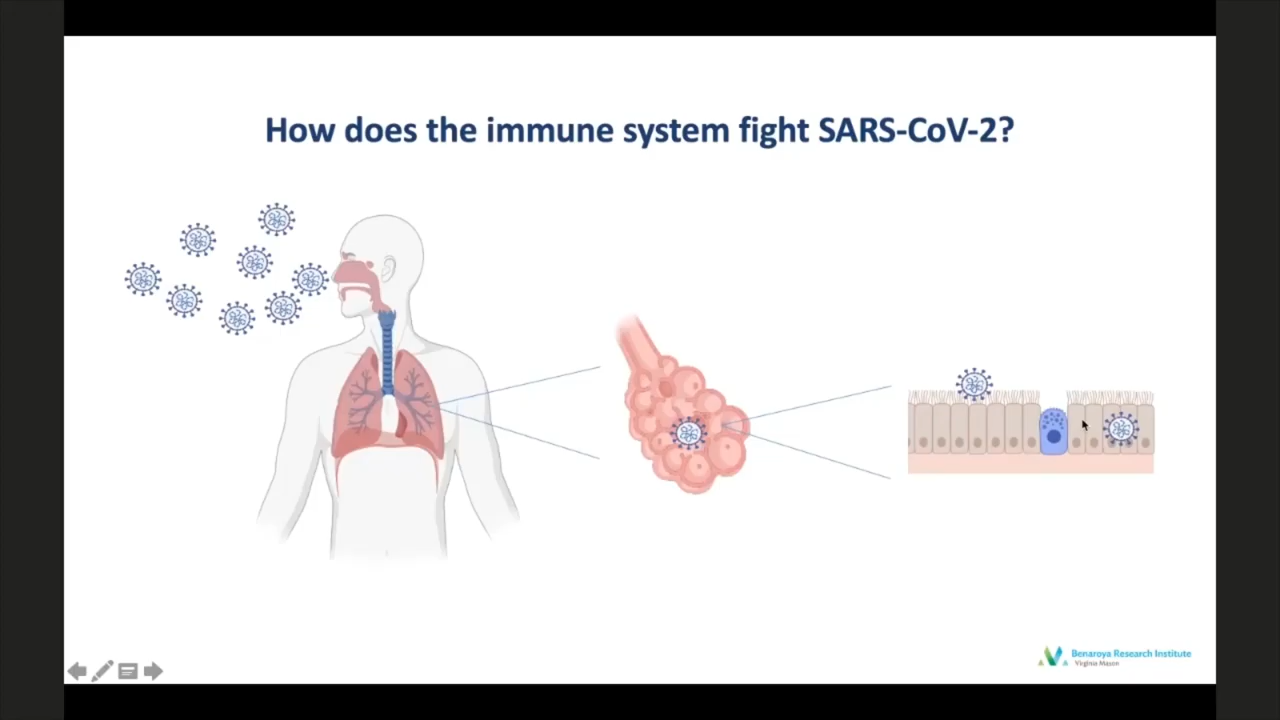 How does the immune system fight SARS-CoV-2?
Benaroya Research Institute
Virginia Mason